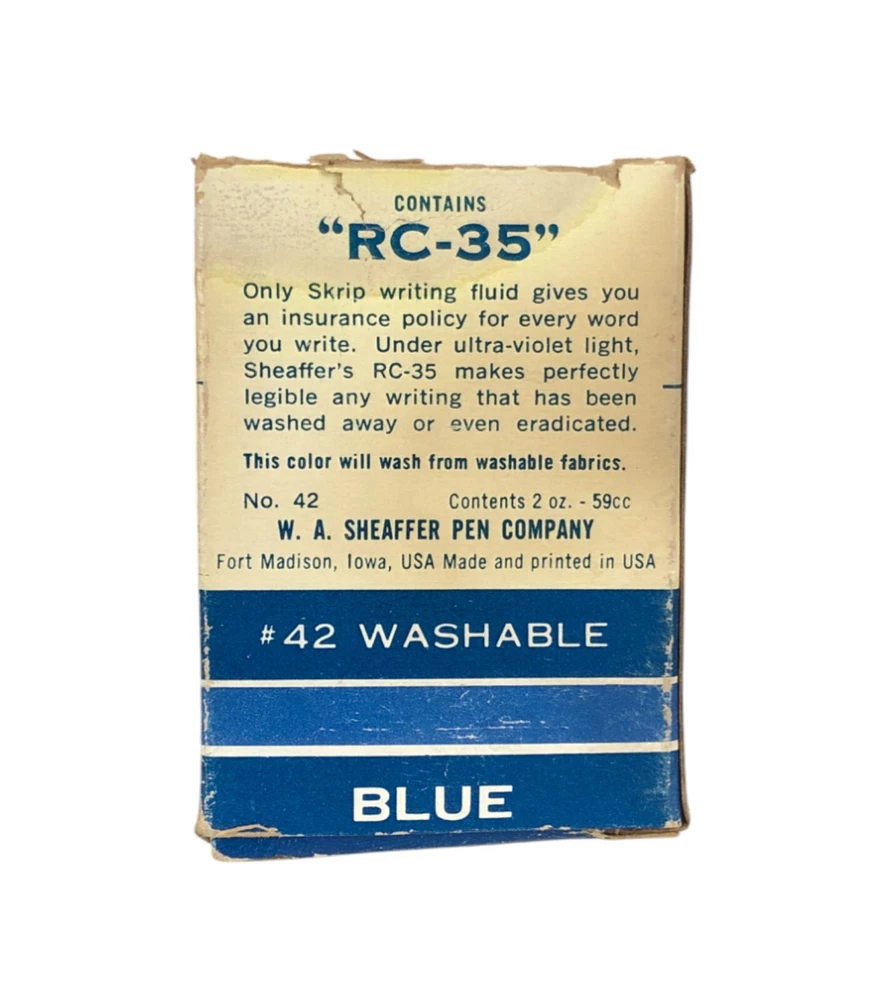 CONTAINS
“RC-35”
Only Skrip writing fluid gives you
an insurance policy for every word
you write. Under ultra-violet light,
Sheaffer's RC-35 makes perfectly
legible any writing that has been
washed away or even eradicated.
This color will wash from washable fabrics.
No. 42 Contents 2 oz. - 59cc
W. A. SHEAFFER PEN COMPANY
Fort Madison, Iowa, USA Made and printed in USA
#42 WASHABLE
BLUE